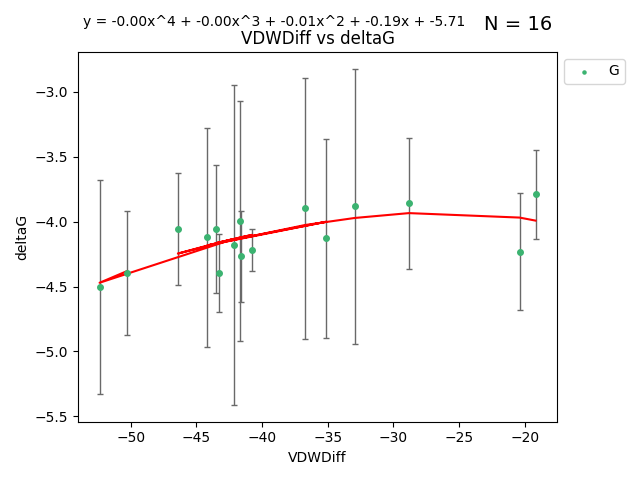 y = -0.00x^4 + -0.00x^3 + -0.01x^2 + -0.19x + -5.71
N = 16
VDWDiff vs deltaG
G
deltaG
−3.0
−3.5
−4.0
−4.5
−5.0
−5.5
−50 −45 −40 −35 −30 −25 −20
VDWDiff